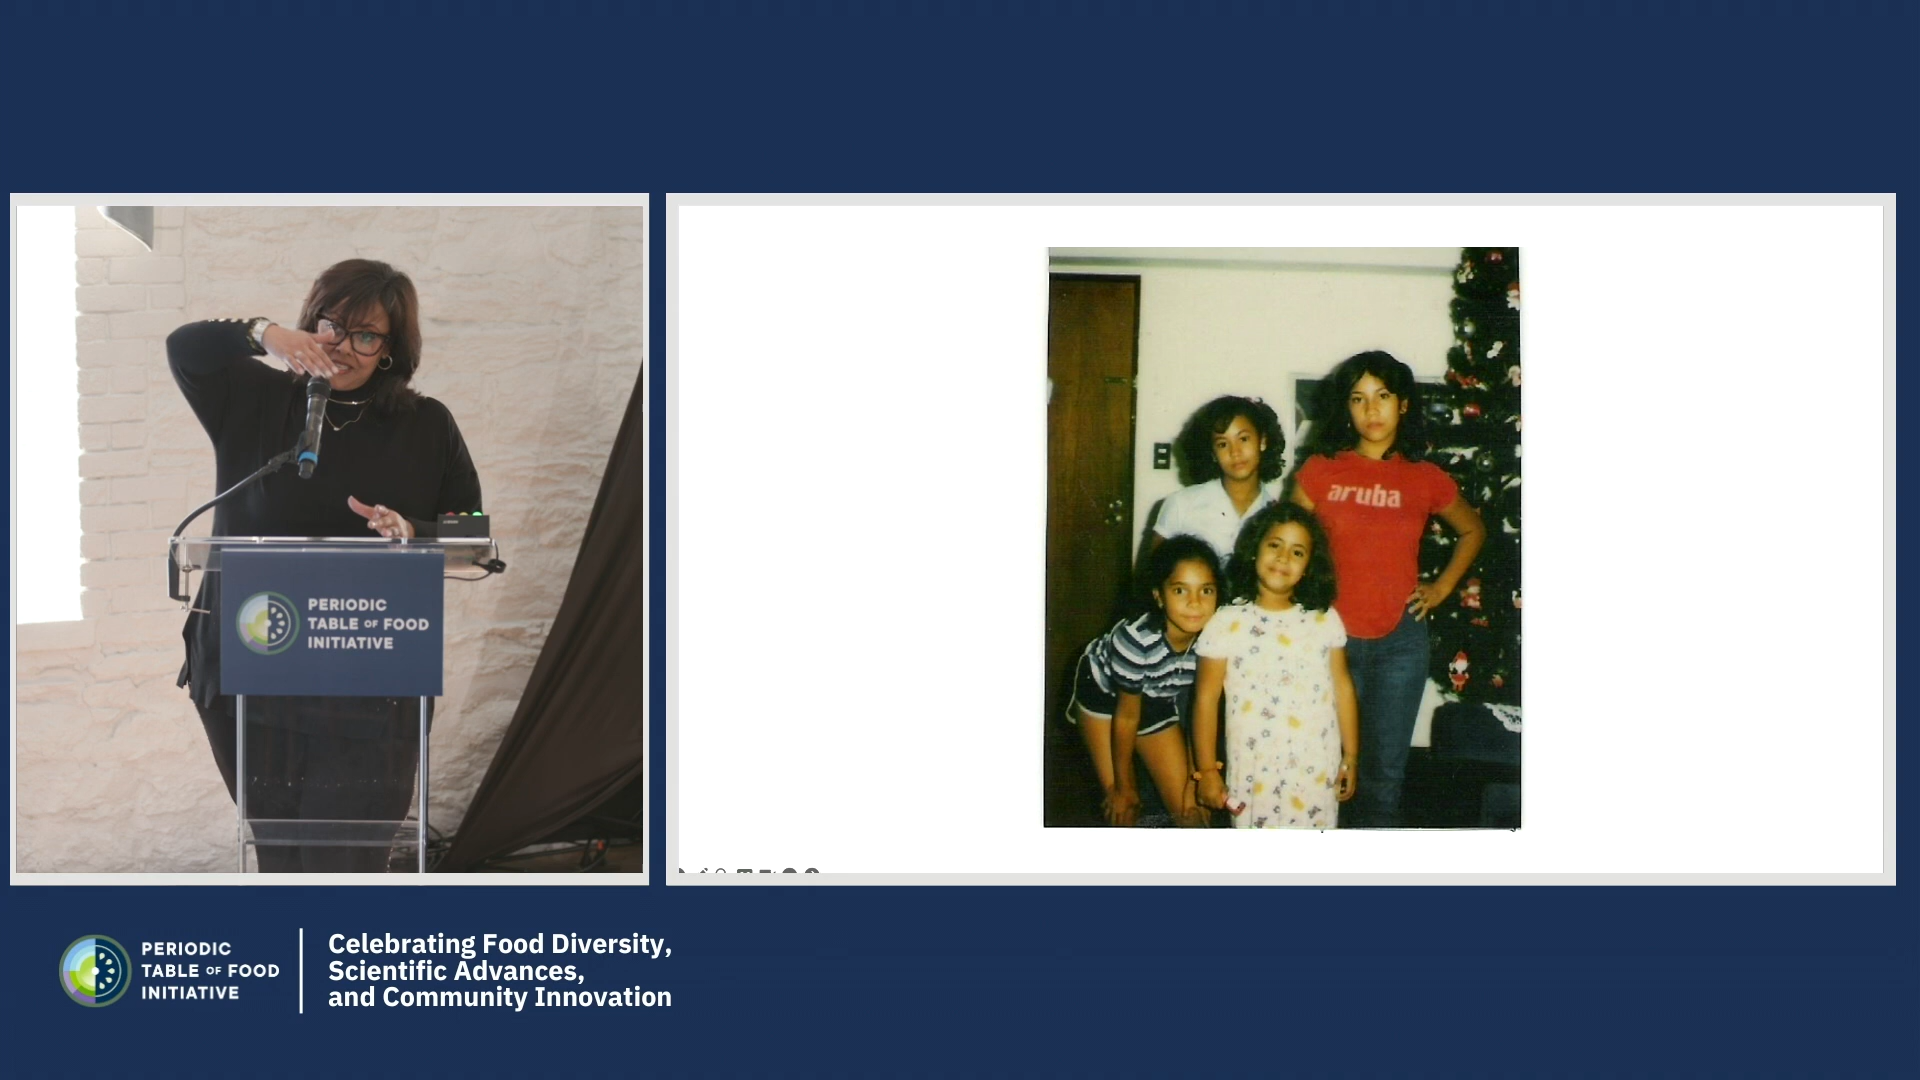 aruba
PERIODIC
TABLE OF FOOD
INITIATIVE
PERIODIC
TABLE OF FOOD
INITIATIVE
Celebrating Food Diversity,
Scientific Advances,
and Community Innovation